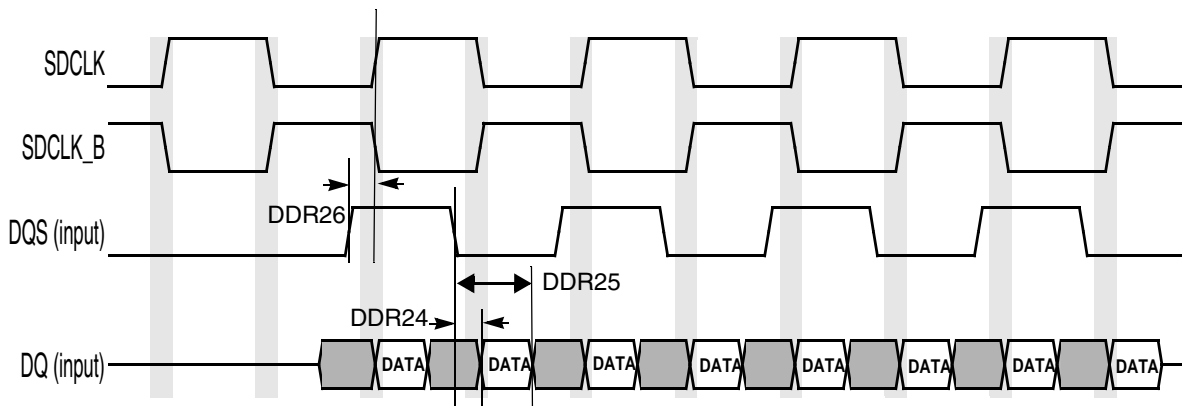 SDCLK
SDCLK_B
DDR26
DQS (input)
DDR25
DDR24
DQ (input)
DATA DATA DATA DATA DATA DATA DATA DATA